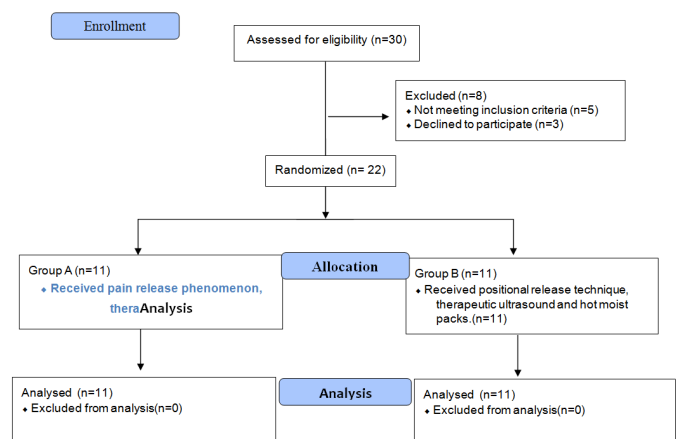 Enrollment
Assessed for eligibility (n=30)
Excluded (n=8)
⬥ Not meeting inclusion criteria (n=5)
⬥ Declined to participate (n=3)
Randomized (n= 22)
Allocation
Group A (n=11)
⬥ Received pain release phenomenon,
theraAnalysis
Group B (n=11)
⬥ Received positional release technique,
therapeutic ultrasound and hot moist
packs.(n=11)
Analysis
Analysed (n=11)
⬥ Excluded from analysis(n=0)
Analysed (n=11)
⬥ Excluded from analysis(n=0)